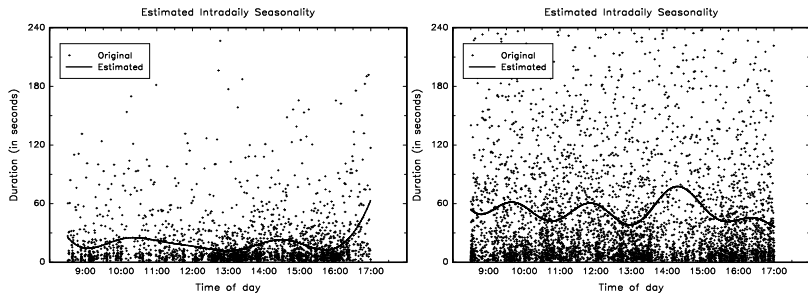 Estimated Intradaily Seasonality
Duration (in seconds)
240
180
120
60
0
Original
Estimated
9:00 10:00 11:00 12:00 13:00 14:00 15:00 16:00 17:00
Time of day
Estimated Intradaily Seasonality
Duration (in seconds)
240
180
120
60
0
Original
Estimated
9:00 10:00 11:00 12:00 13:00 14:00 15:00 16:00 17:00
Time of day